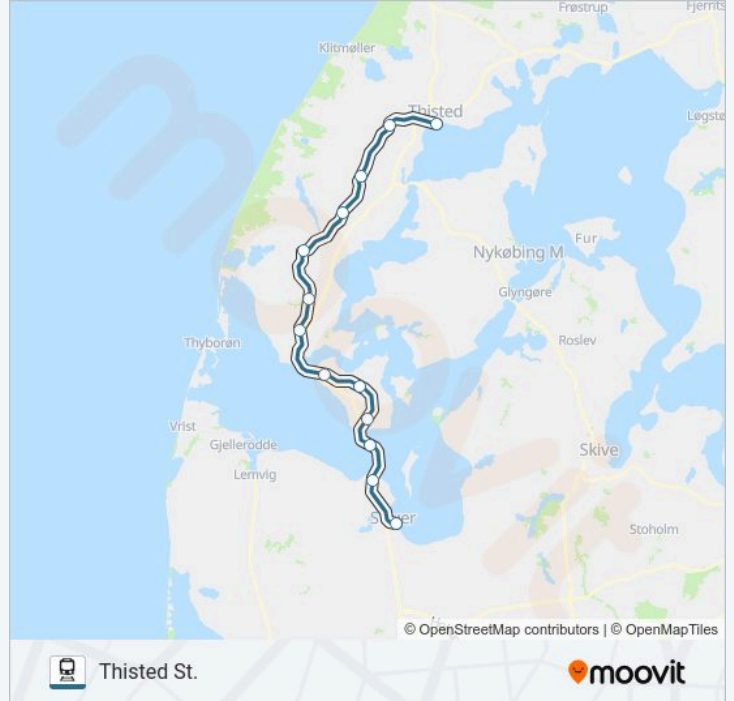 Frøstrup
Fjerrits
Klitmøller
Thisted
Løgstø
Fur
Nykøbing M
Glyngøre
Thyborøn
Roslev
Vrist
Gjellerodde
Lemvig
Skive
Stoholm
© OpenStreetMap contributors | © OpenMapTiles
Thisted St.
moovit